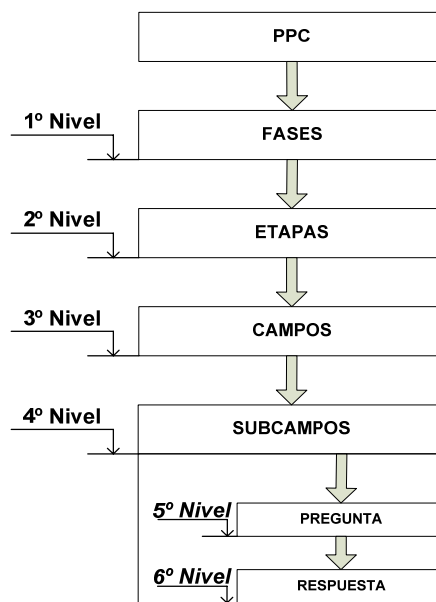 PPC
1º Nivel
FASES
2º Nivel
ETAPAS
3º Nivel
CAMPOS
4º Nivel
SUBCAMPOS
5º Nivel
PREGUNTA
6º Nivel
RESPUESTA